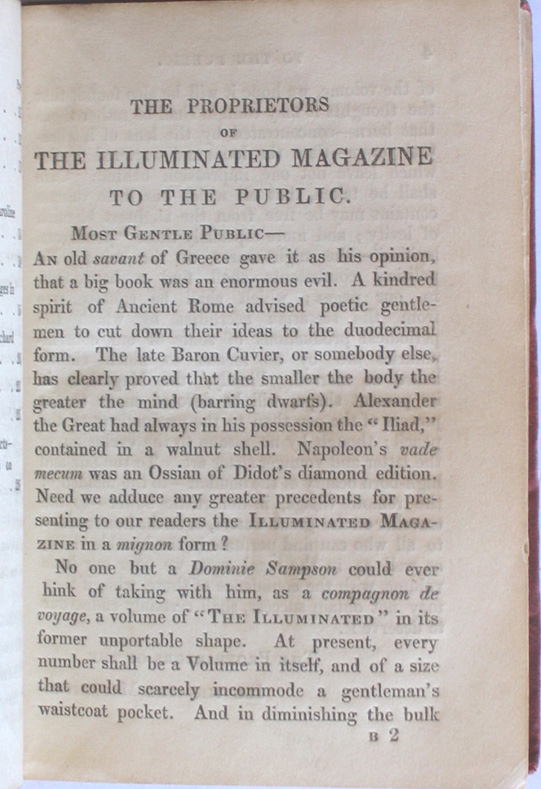 THE PROPRIETORS
OF
THE ILLUMINATED MAGAZINE
TO THE PUBLIC.
MOST GENTLE PUBLIC—
AN old savant of Greece gave it as his opinion,
that a big book was an enormous evil. A kindred
spirit of Ancient Rome advised poetic gentle-
men to cut down their ideas to the duodecimal
form. The late Baron Cuvier, or somebody else,
has clearly proved that the smaller the body the
greater the mind (barring dwarfs). Alexander
the Great had always in his possession the "Iliad,"
contained in a walnut shell. Napoleon's vade
mecum was an Ossian of Didot's diamond edition.
Need we adduce any greater precedents for pre-
senting to our readers the ILLUMINATED MAGA-
ZINE in a mignon form?
No one but a Dominie Sampson could ever
hink of taking with him, as a compagnon de
voyage, a volume of "THE ILLUMINATED" in its
former unportable shape. At present, every
number shall be a Volume in itself, and of a size
that could scarcely incommode a gentleman's
waistcoat pocket. And in diminishing the bulk
B 2